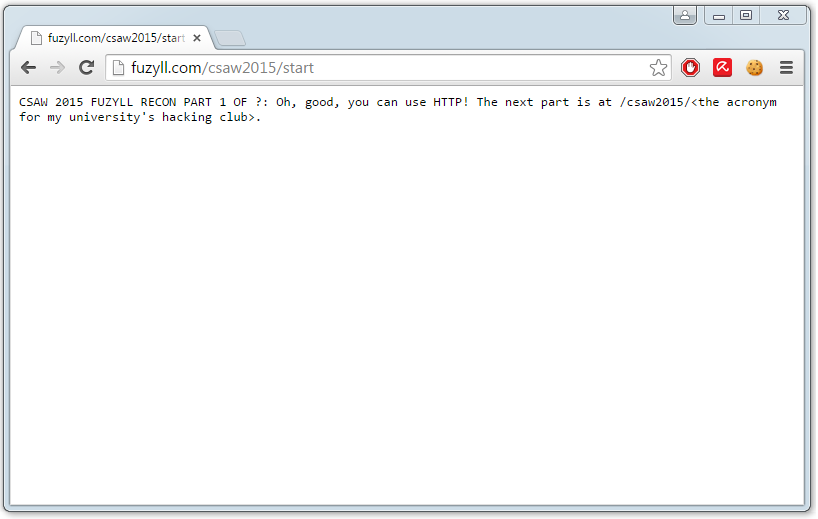 fuzyll.com/csaw2015/start
fuzyll.com/csaw2015/start
CSAW 2015 FUZYLL RECON PART 1 OF ?: Oh, good, you can use HTTP! The next part is at /csaw2015/<the acronym
for my university's hacking club>.